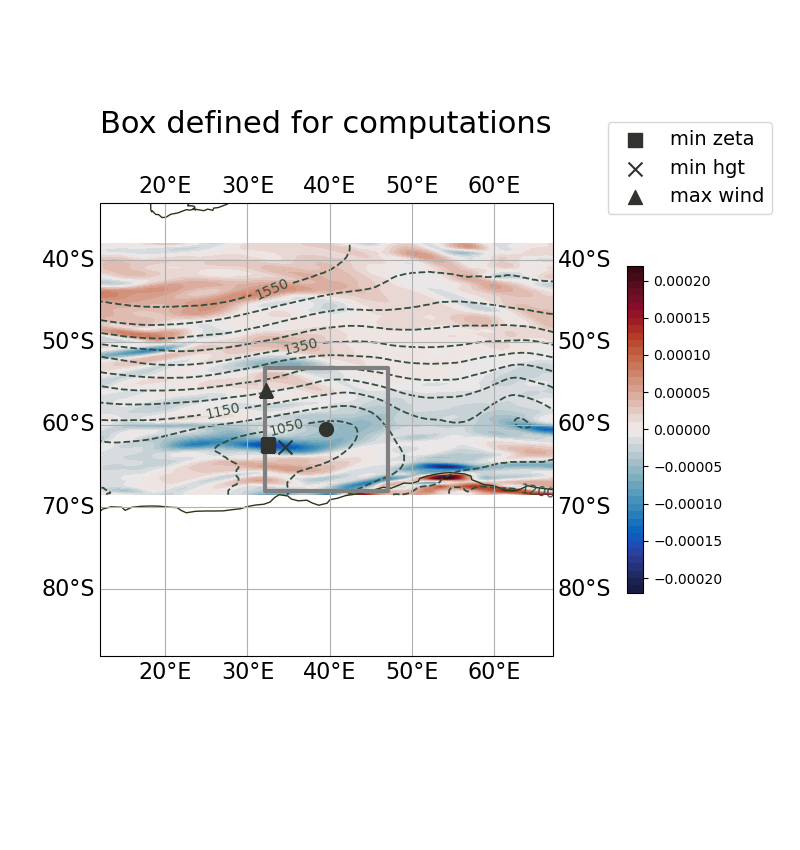 Box defined for computations
min zeta
min hgt
max wind
20°E 30°E 40°E 50°E 60°E
40°S 40°S
50°S 50°S
60°S 60°S
70°S 70°S
80°S 80°S
20°E 30°E 40°E 50°E 60°E
1550
1350
1150
1050
1200
0.00020
0.00015
0.00010
0.00005
0.00000
−0.00005
−0.00010
−0.00015
−0.00020